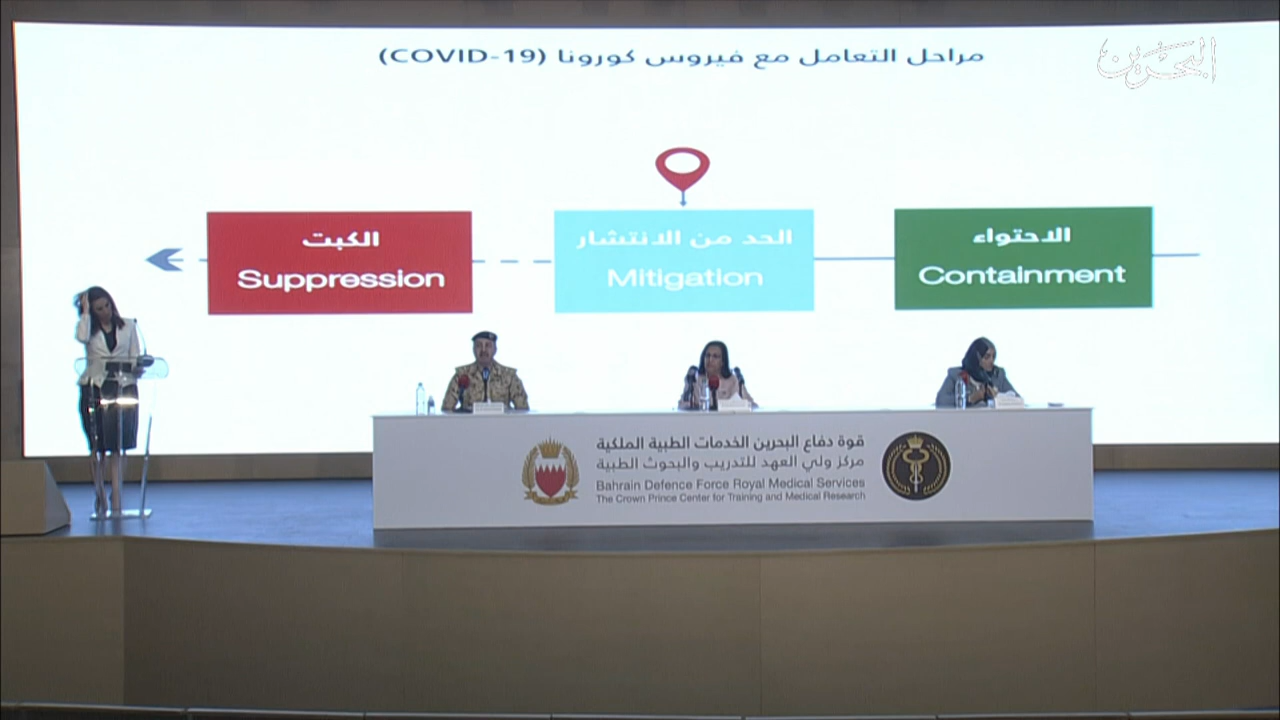 مراحل التعامل مع فيروس كورونا (COVID-19)
البحرين
الاحتواء
Containment
الحد من الانتشار
Mitigation
الكبت
Suppression
قوة دفاع البحرين الخدمات الطبية الملكية
مركز ولي العهد للتدريب والبحوث الطبية
Bahrain Defence Force Royal Medical Services
The Crown Prince Center for Training and Medical Research